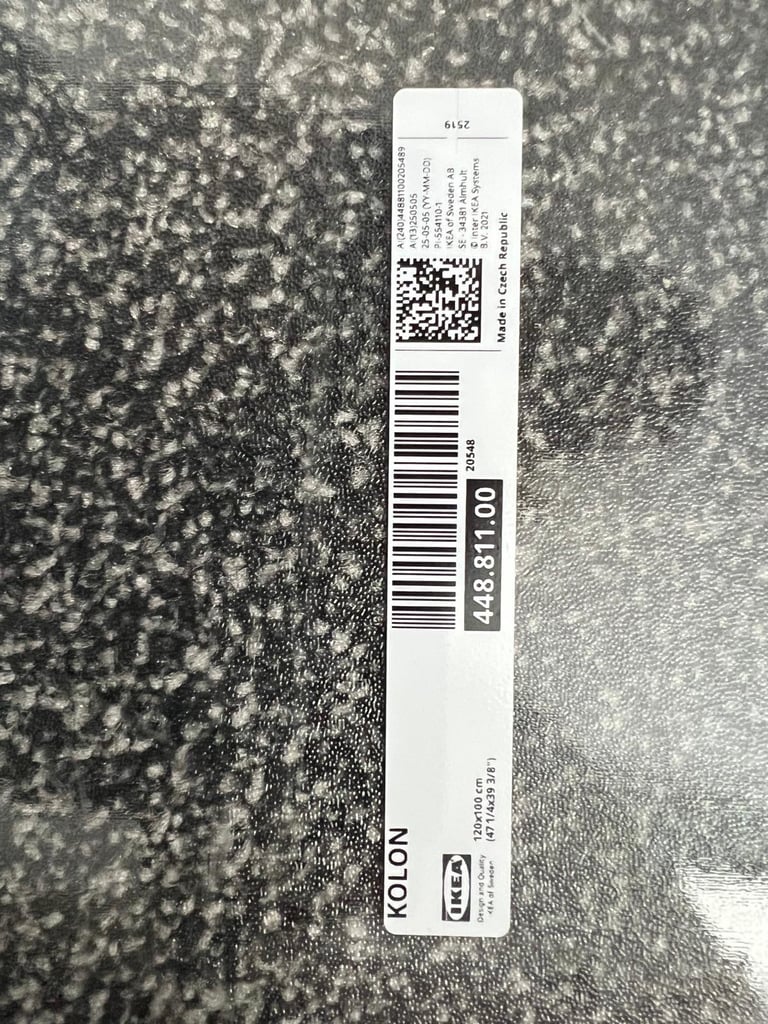 KOLON
IKEA
Design and Quality
IKEA of Sweden
120x100 cm
(47 1/4x39 3/8")
448.811.00
20548
A(240)44881100205489
A(13)250505
25-05-05 (YY-MM-DD)
PI-554110-1
IKEA of Sweden AB
SE - 34381 Älmhult
© Inter IKEA Systems
B.V. 2021
Made in Czech Republic
2519